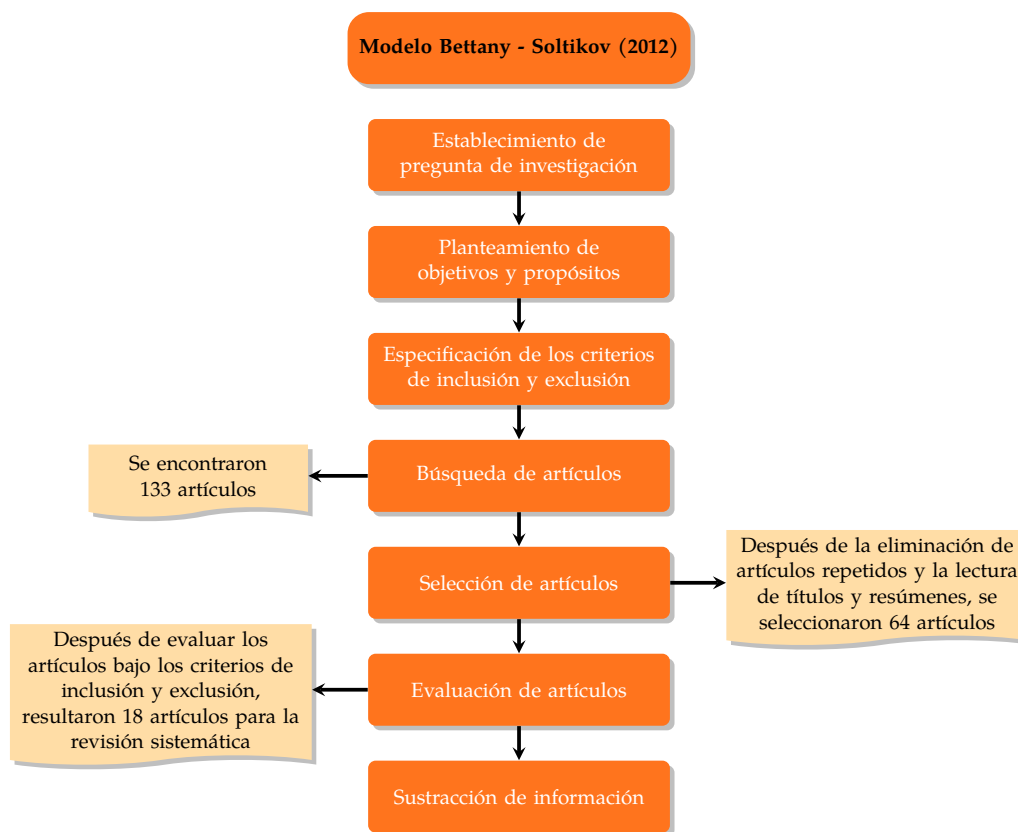 Modelo Bettany - Soltikov (2012)
Establecimiento de
pregunta de investigación
Planteamiento de
objetivos y propósitos
Especificación de los criterios
de inclusión y exclusión
Búsqueda de artículos
Se encontraron
133 artículos
Selección de artículos
Después de la eliminación de
artículos repetidos y la lectura
de títulos y resúmenes, se
seleccionaron 64 artículos
Evaluación de artículos
Después de evaluar los
artículos bajo los criterios de
inclusión y exclusión,
resultaron 18 artículos para la
revisión sistemática
Sustracción de información